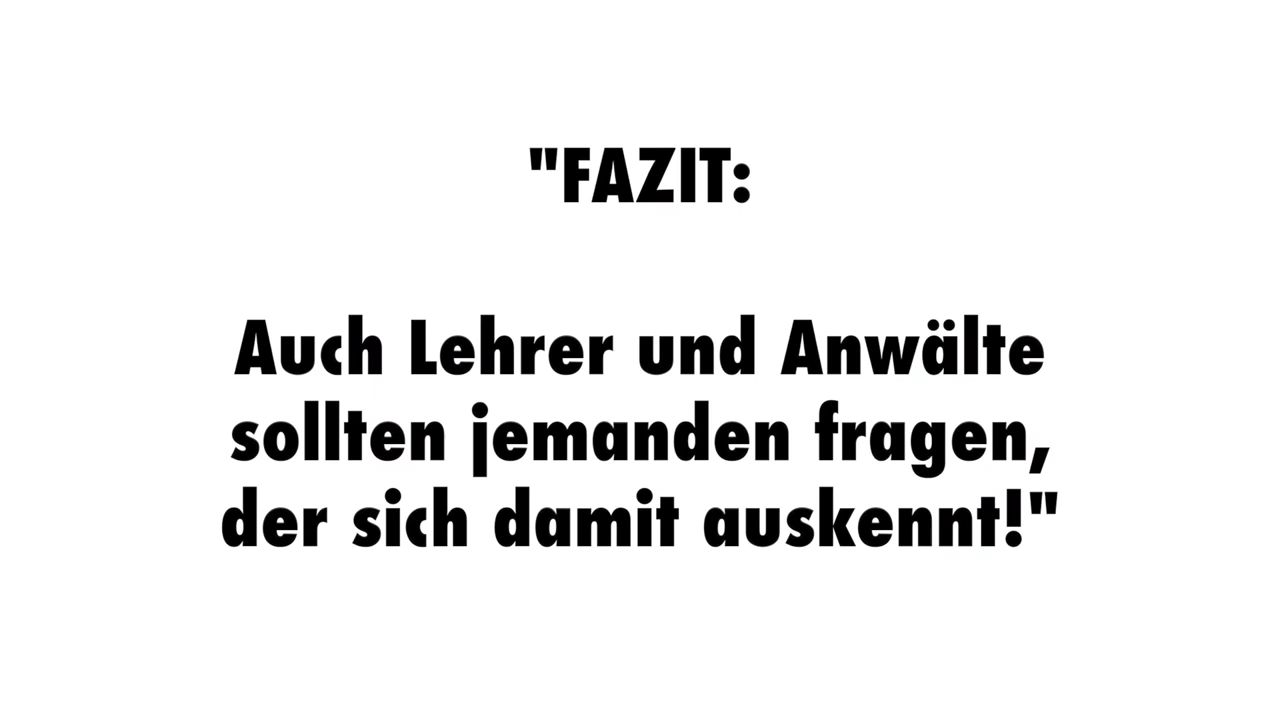 "FAZIT:
Auch Lehrer und Anwälte
sollten jemanden fragen,
der sich damit auskennt!"